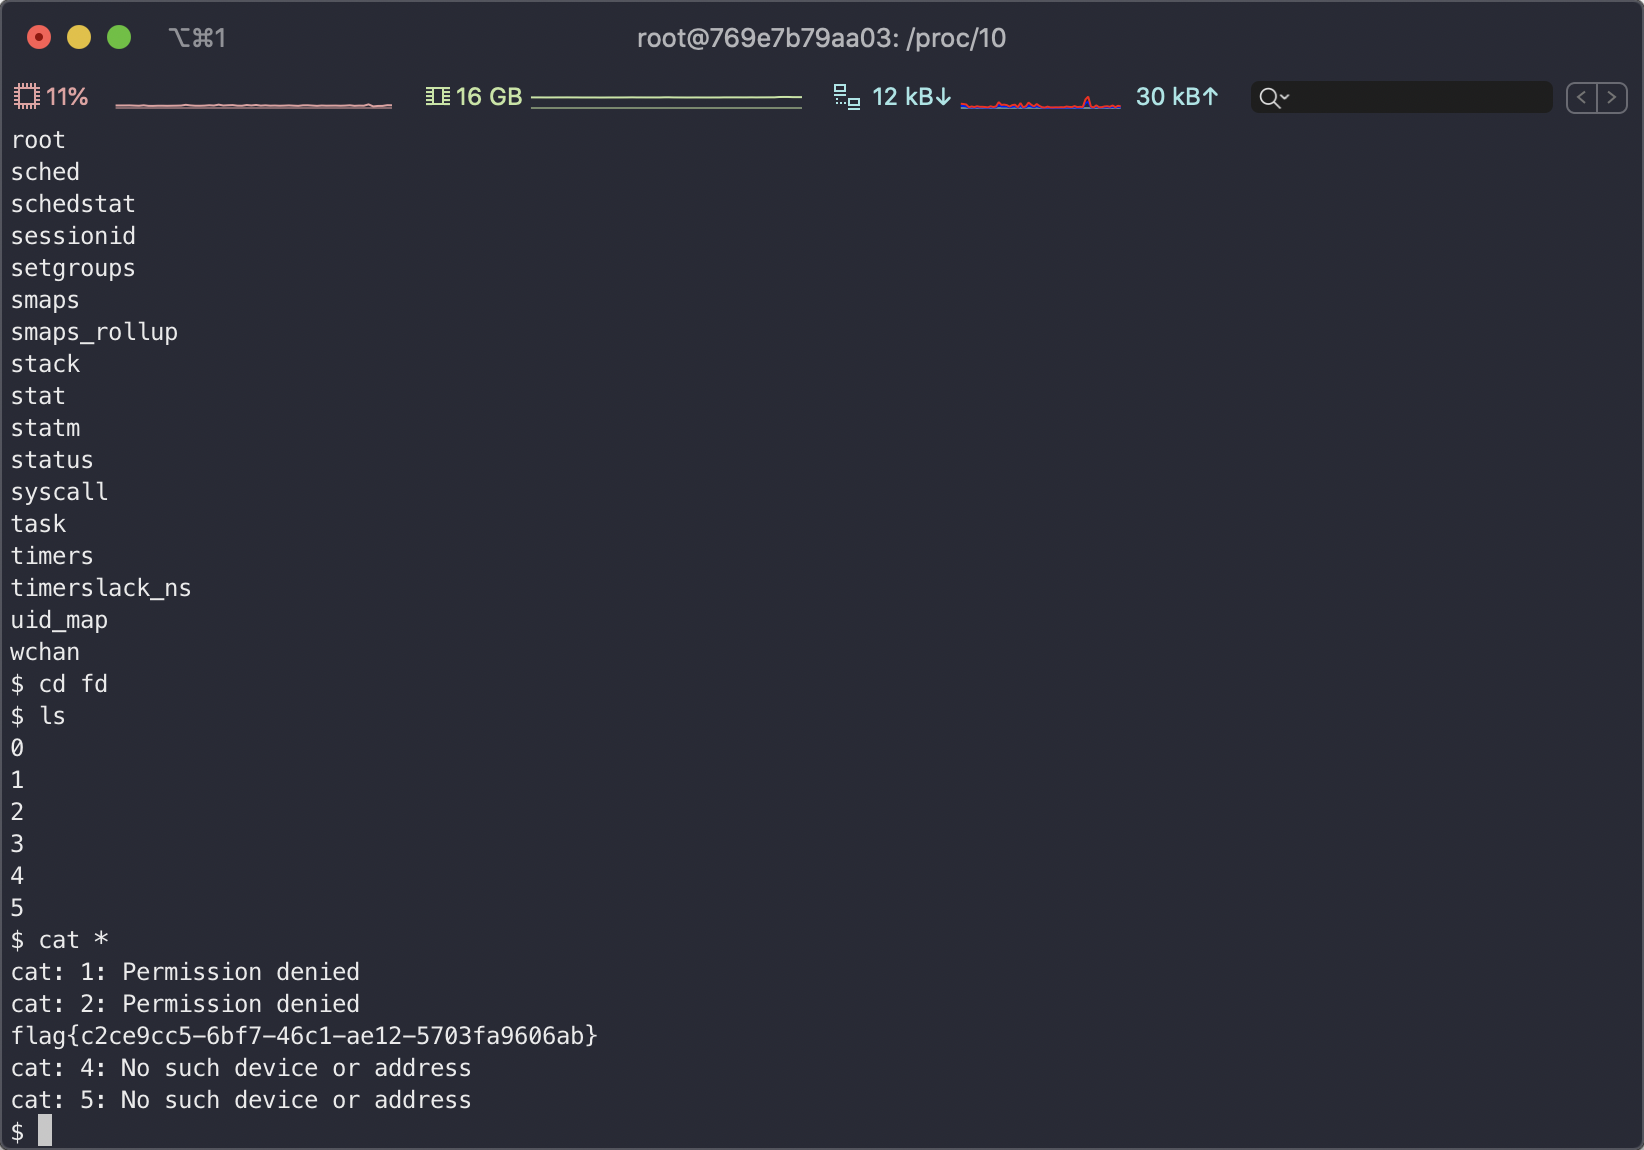 ⌥⌘1
root@769e7b79aa03: /proc/10
11%
16 GB
12 kB↓
30 kB↑
root
sched
schedstat
sessionid
setgroups
smaps
smaps_rollup
stack
stat
statm
status
syscall
task
timers
timerslack_ns
uid_map
wchan
$ cd fd
$ ls
0
1
2
3
4
5
$ cat *
cat: 1: Permission denied
cat: 2: Permission denied
flag{c2ce9cc5-6bf7-46c1-ae12-5703fa9606ab}
cat: 4: No such device or address
cat: 5: No such device or address
$